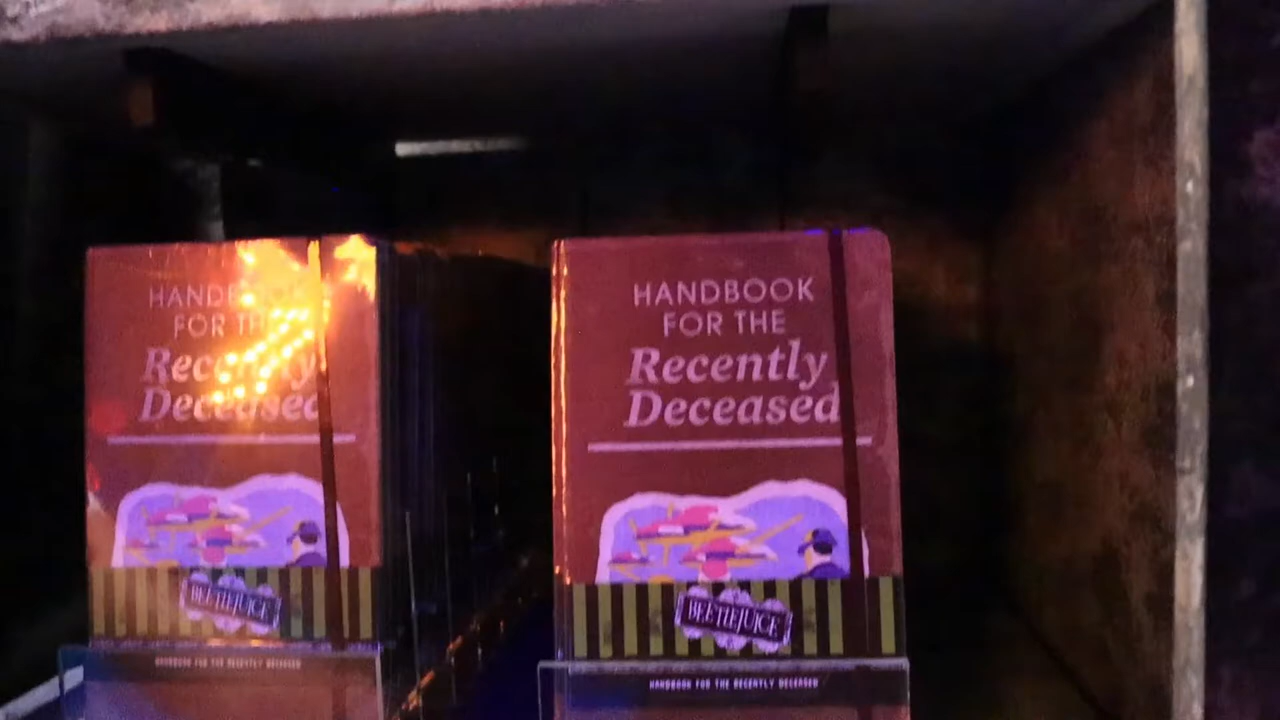 HANDBOOK
FOR THE
Recently
Deceased
BEETLEJUICE
HANDBOOK FOR THE RECENTLY DECEASED
HANDBOOK
FOR THE
Recently
Deceased
BEETLEJUICE
HANDBOOK FOR THE RECENTLY DECEASED